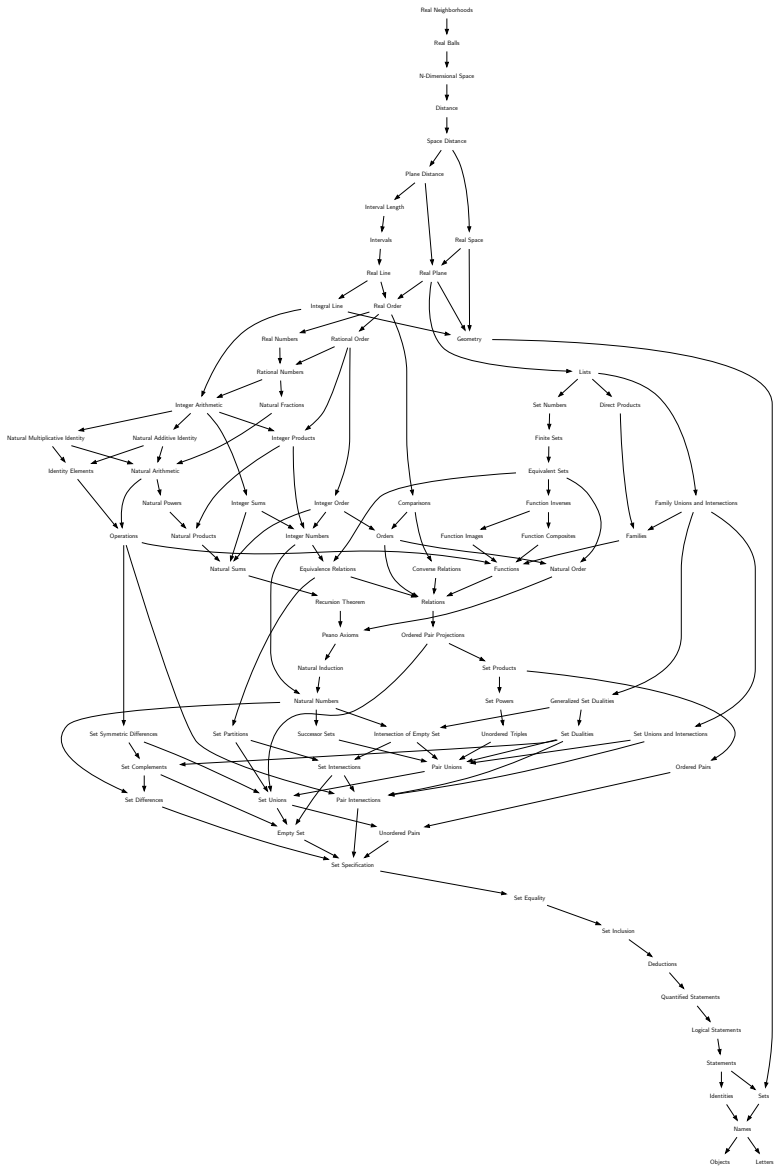 Real Neighborhoods
Real Balls
N-Dimensional Space
Distance
Space Distance
Plane Distance
Interval Length
Intervals
Real Space
Real Line
Real Plane
Integral Line
Real Order
Real Numbers
Rational Order
Geometry
Rational Numbers
Lists
Integer Arithmetic
Natural Fractions
Set Numbers
Direct Products
Natural Multiplicative Identity
Natural Additive Identity
Integer Products
Finite Sets
Identity Elements
Natural Arithmetic
Equivalent Sets
Natural Powers
Integer Sums
Integer Order
Comparisons
Function Inverses
Family Unions and Intersections
Operations
Natural Products
Integer Numbers
Orders
Function Images
Function Composites
Families
Natural Sums
Equivalence Relations
Converse Relations
Functions
Natural Order
Recursion Theorem
Relations
Peano Axioms
Ordered Pair Projections
Natural Induction
Set Products
Natural Numbers
Set Powers
Generalized Set Dualities
Set Symmetric Differences
Set Partitions
Successor Sets
Intersection of Empty Set
Unordered Triples
Set Dualities
Set Unions and Intersections
Set Complements
Set Intersections
Pair Unions
Ordered Pairs
Set Differences
Set Unions
Pair Intersections
Empty Set
Unordered Pairs
Set Specification
Set Equality
Set Inclusion
Deductions
Quantified Statements
Logical Statements
Statements
Identities
Sets
Names
Objects
Letters